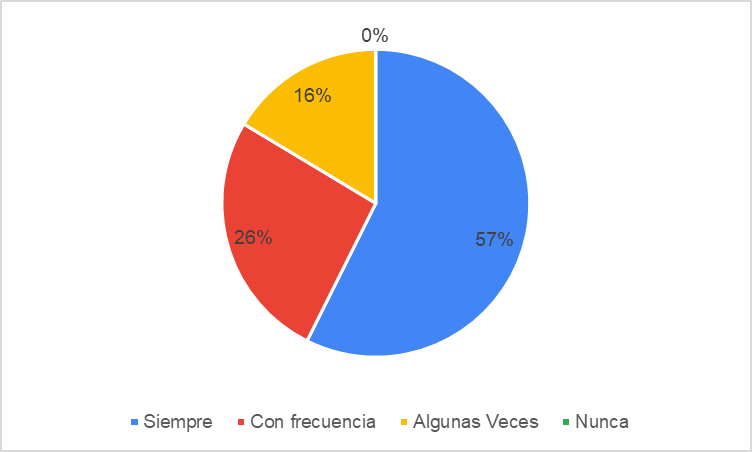 0%
16%
26%
57%
Siempre Con frecuencia Algunas Veces Nunca